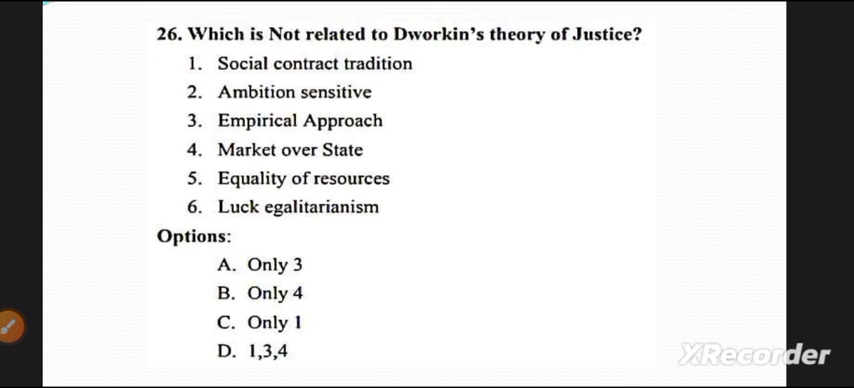 26. Which is Not related to Dworkin's theory of Justice?
1. Social contract tradition
2. Ambition sensitive
3. Empirical Approach
4. Market over State
5. Equality of resources
6. Luck egalitarianism
Options:
A. Only 3
B. Only 4
C. Only 1
D. 1,3,4
XRecorder